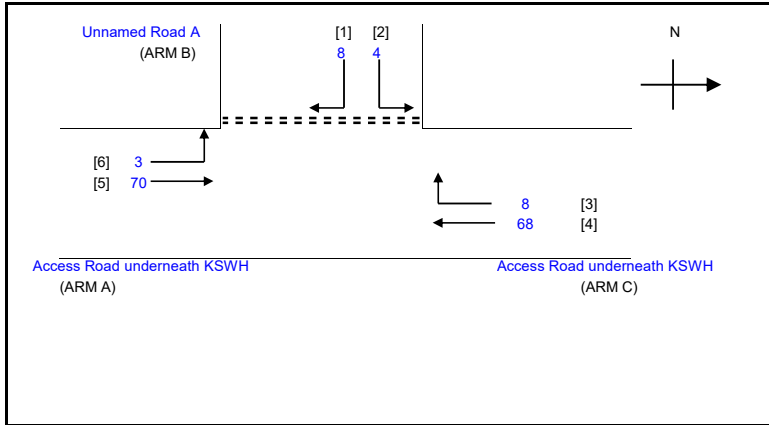 Unnamed Road A [1] [2] N
(ARM B) 8 4
[6] 3
[5] 70
8 [3]
68 [4]
Access Road underneath KSWH Access Road underneath KSWH
(ARM A) (ARM C)